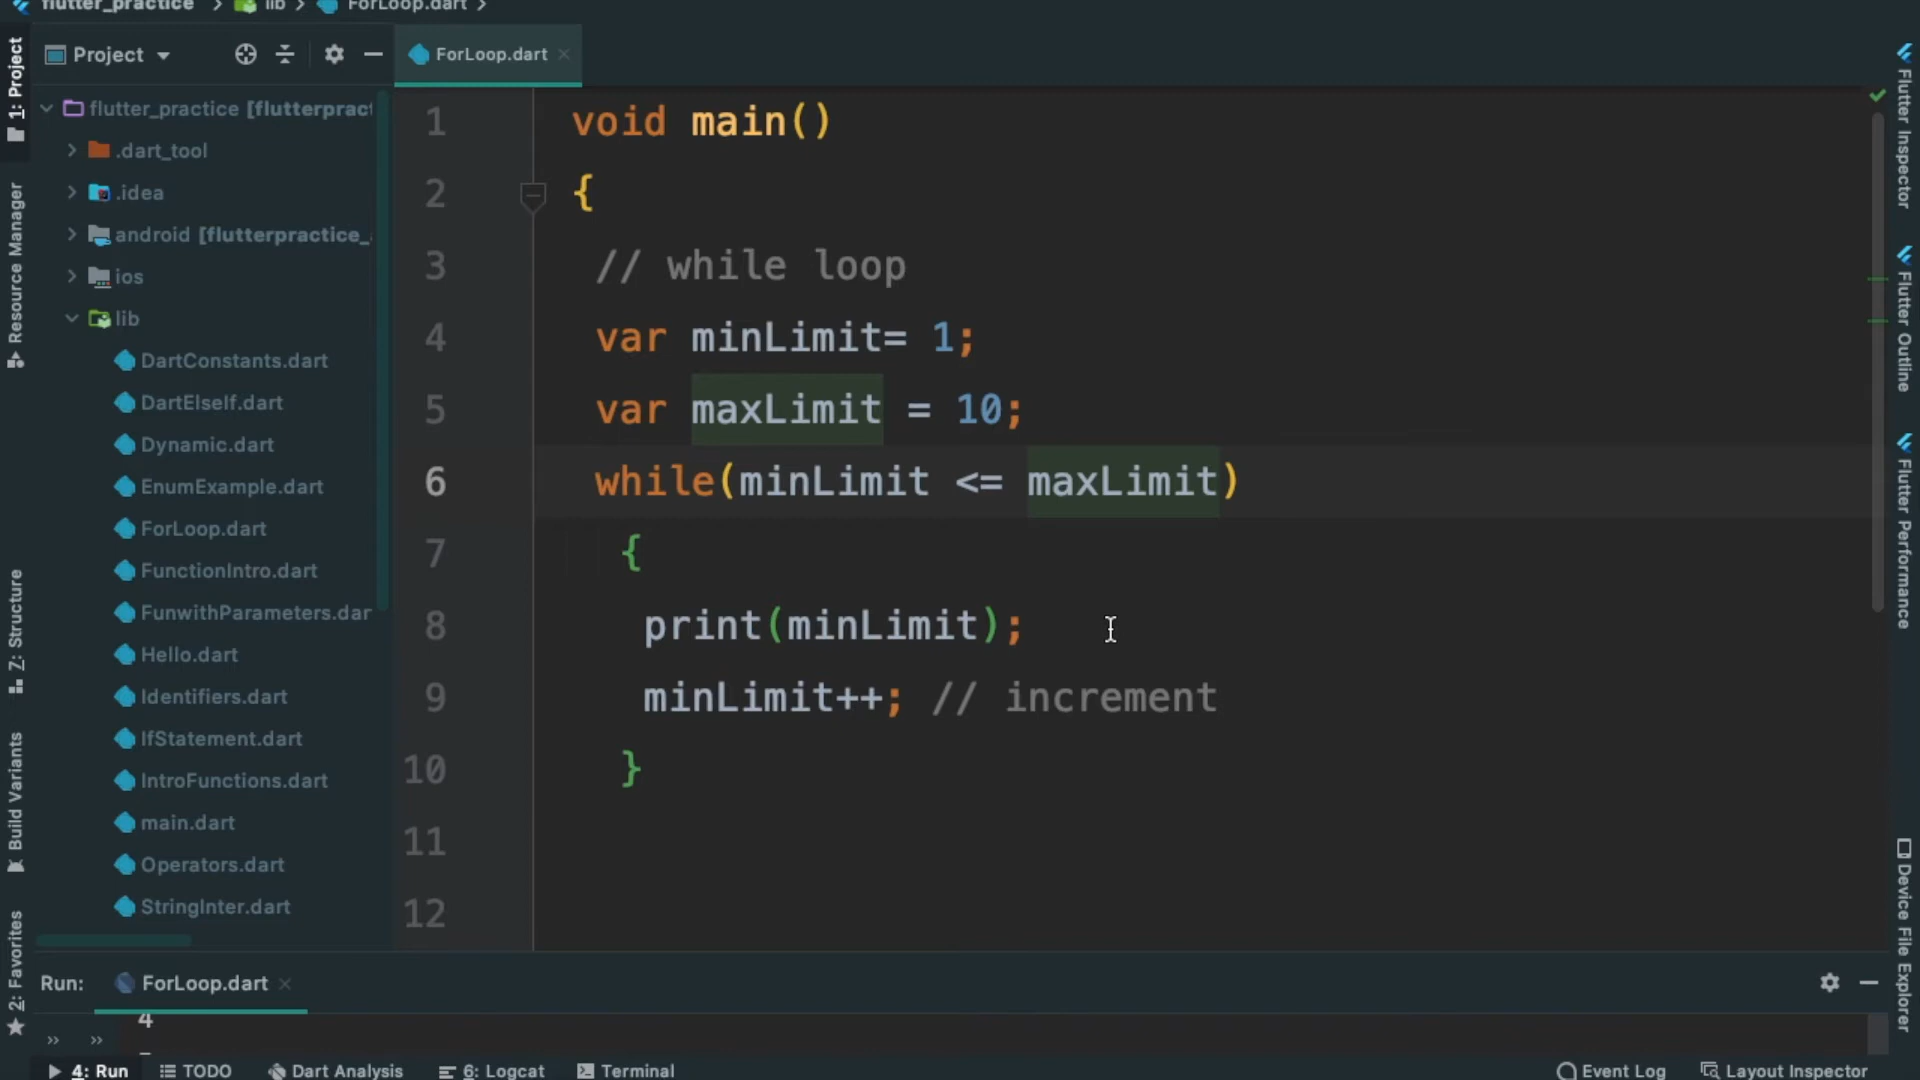 flutter_practice > lib > ForLoop.dart >
Project
ForLoop.dart
1: Project
Resource Manager
Z: Structure
Build Variants
2: Favorites
flutter_practice [flutterpract
.dart_tool
.idea
android [flutterpractice_
ios
lib
DartConstants.dart
DartElseIf.dart
Dynamic.dart
EnumExample.dart
ForLoop.dart
FunctionIntro.dart
FunwithParameters.dar
Hello.dart
Identifiers.dart
IfStatement.dart
IntroFunctions.dart
main.dart
Operators.dart
StringInter.dart
1 void main()
2 {
3 // while loop
4 var minLimit= 1;
5 var maxLimit = 10;
6 while(minLimit <= maxLimit)
7 {
8 print(minLimit);
9 minLimit++; // increment
10 }
11
12
Flutter Inspector
Flutter Outline
Flutter Performance
Device File Explorer
Run: ForLoop.dart
4
4: Run TODO Dart Analysis 6: Logcat Terminal Event Log Layout Inspector